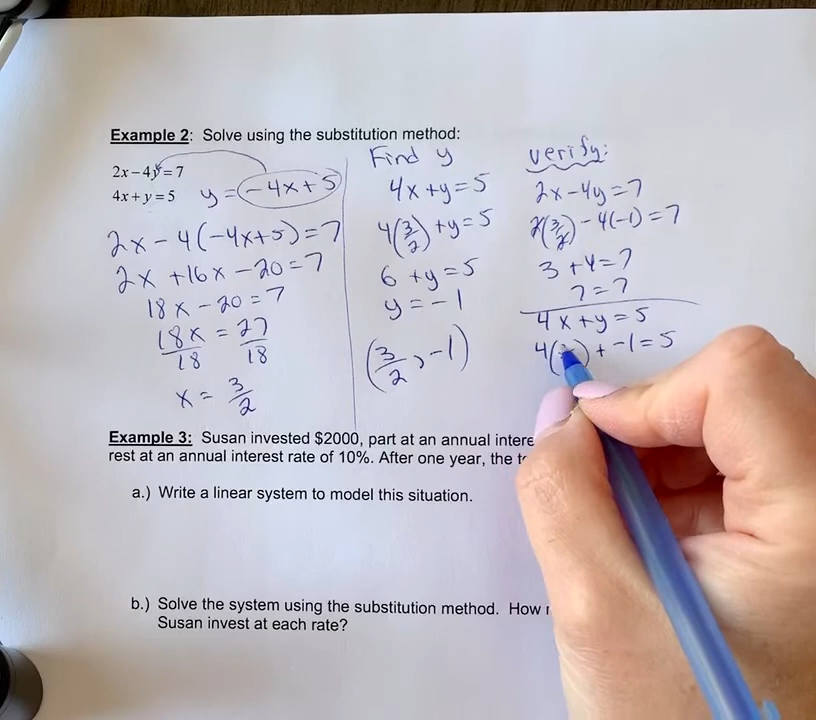 Example 2: Solve using the substitution method:
2x – 4y = 7
4x + y = 5
y = -4x+5
2x - 4(-4x+5) = 7
2x +16x - 20 = 7
18x - 20 = 7
18x = 27
18 18
x = 3/2
Find y
4x+y=5
4(3/2)+y=5
6 +y=5
y = -1
(3/2, -1)
verify:
2x-4y=7
2(3/2) - 4(-1) = 7
3 +4=7
7=7
4x+y=5
4( ) + -1 = 5
Example 3: Susan invested $2000, part at an annual
rest at an annual interest rate of 10%. After one year, the
a.) Write a linear system to model this situation.
b.) Solve the system using the substitution method. How
Susan invest at each rate?